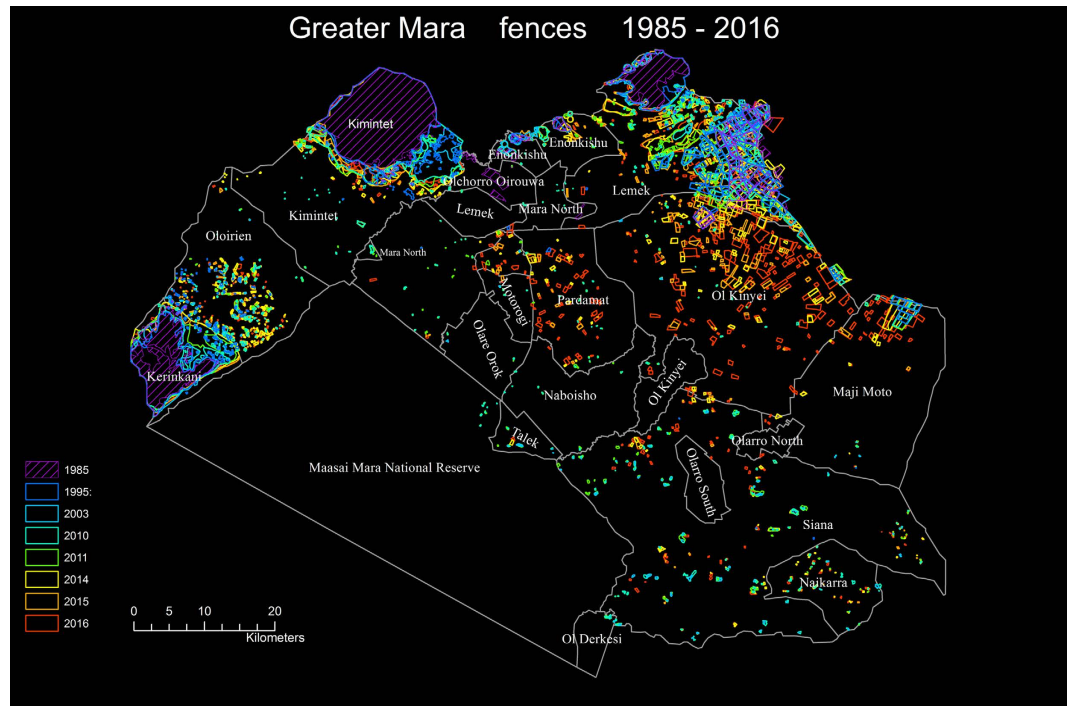 Greater Mara fences 1985 - 2016
Kimintet
Enonkishu
Enonkishu
Olchorro Oirouwa
Lemek
Kimintet
Lemek
Mara North
Oloirien
Mara North
Motorogi
Pardamat
Ol Kinyei
Olare Orok
Kerinkani
Naboisho
Ol Kinyei
Maji Moto
Talek
Olarro North
Maasai Mara National Reserve
Olarro South
Siana
Naikarra
Ol Derkesi
1985
1995:
2003
2010
2011
2014
2015
2016
0 5 10 20
Kilometers